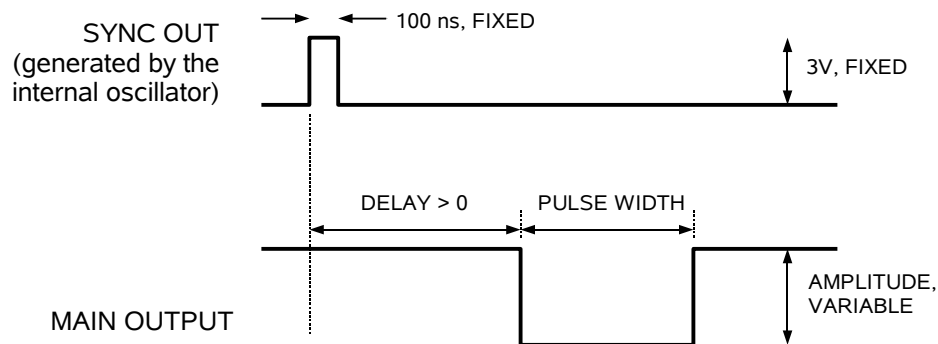 100 ns, FIXED
SYNC OUT
(generated by the
internal oscillator)
3V, FIXED
DELAY > 0
PULSE WIDTH
AMPLITUDE,
VARIABLE
MAIN OUTPUT